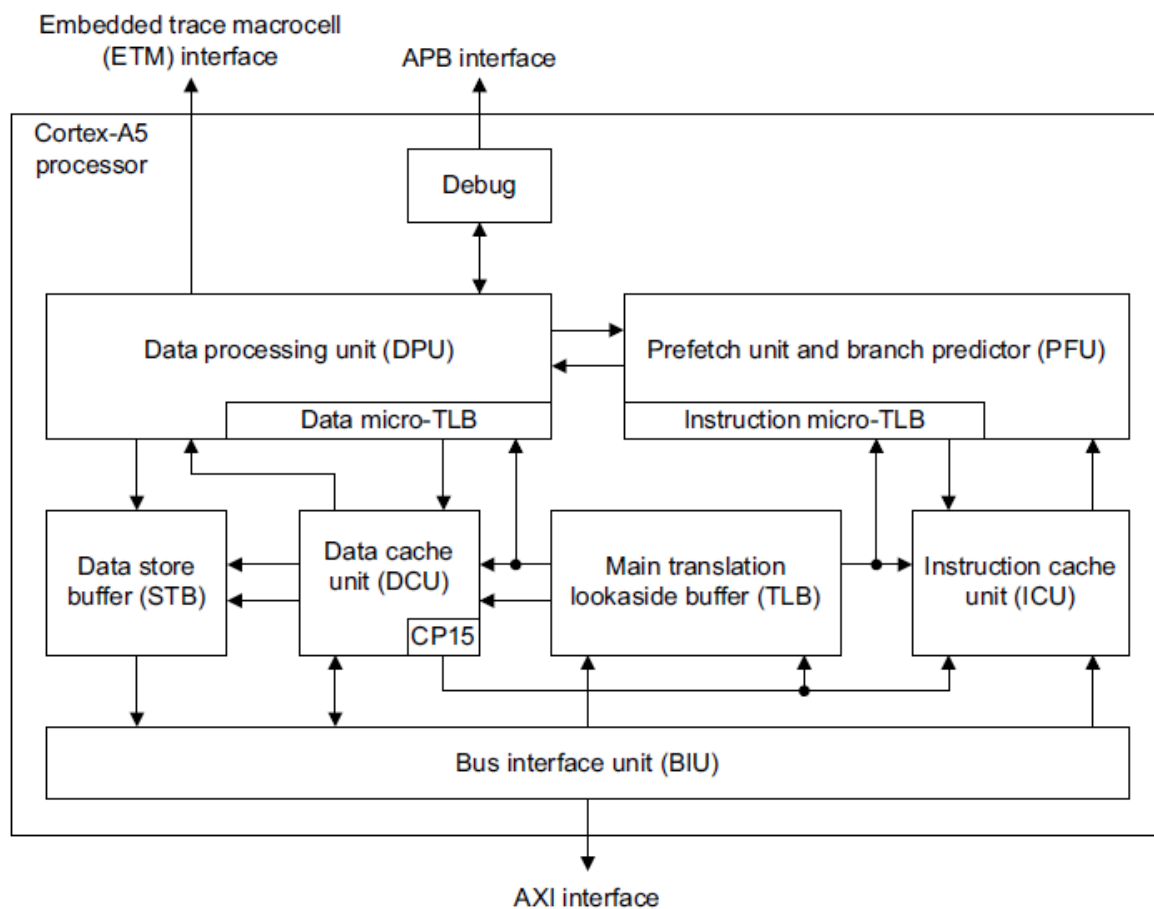 Embedded trace macrocell
(ETM) interface
APB interface
Cortex-A5
processor
Debug
Data processing unit (DPU)
Prefetch unit and branch predictor (PFU)
Data micro-TLB
Instruction micro-TLB
Data store
buffer (STB)
Data cache
unit (DCU)
CP15
Main translation
lookaside buffer (TLB)
Instruction cache
unit (ICU)
Bus interface unit (BIU)
AXI interface